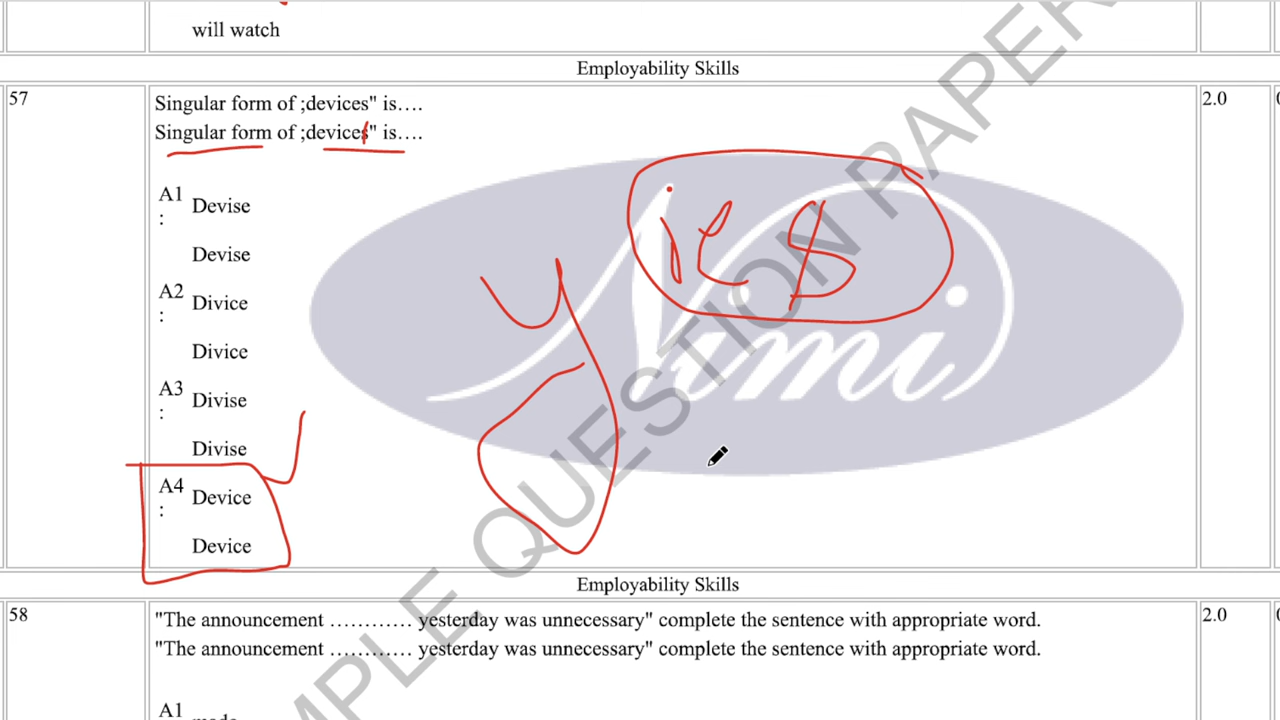 will watch
Employability Skills
57
Singular form of ;devices" is….
2.0
Singular form of ;devices" is….
A1 :
Devise
Devise
A2 :
Divice
Divice
A3 :
Divise
Divise
A4 :
Device
Device
y
ies
Nimi
MPLE QUESTION PAPER
Employability Skills
58
"The announcement ………… yesterday was unnecessary" complete the sentence with appropriate word.
2.0
"The announcement ………… yesterday was unnecessary" complete the sentence with appropriate word.
A1